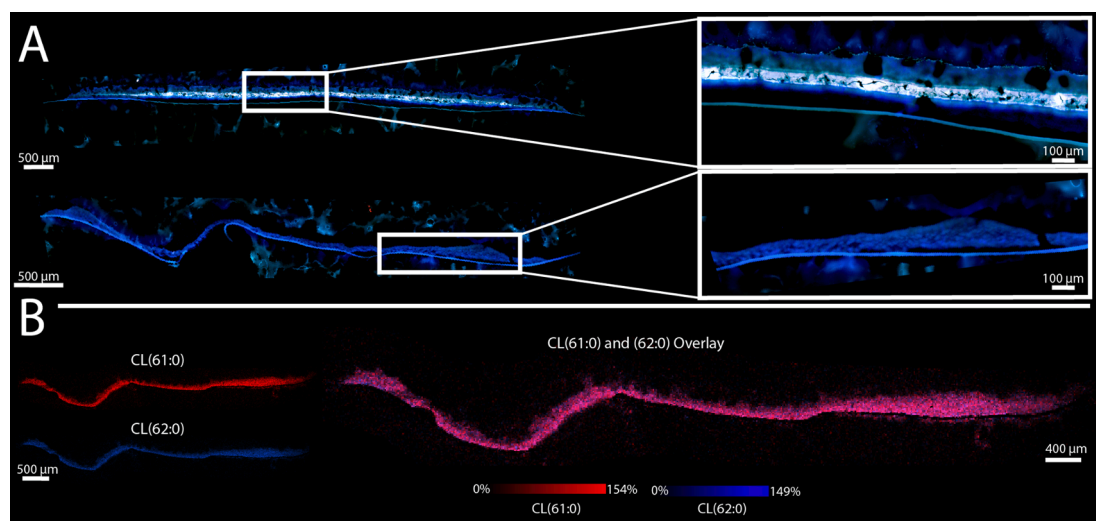 A
500 µm
100 µm
500 µm
100 µm
B
CL(61:0)
CL(62:0)
500 µm
CL(61:0) and (62:0) Overlay
400 µm
0% 154% 0% 149%
CL(61:0) CL(62:0)